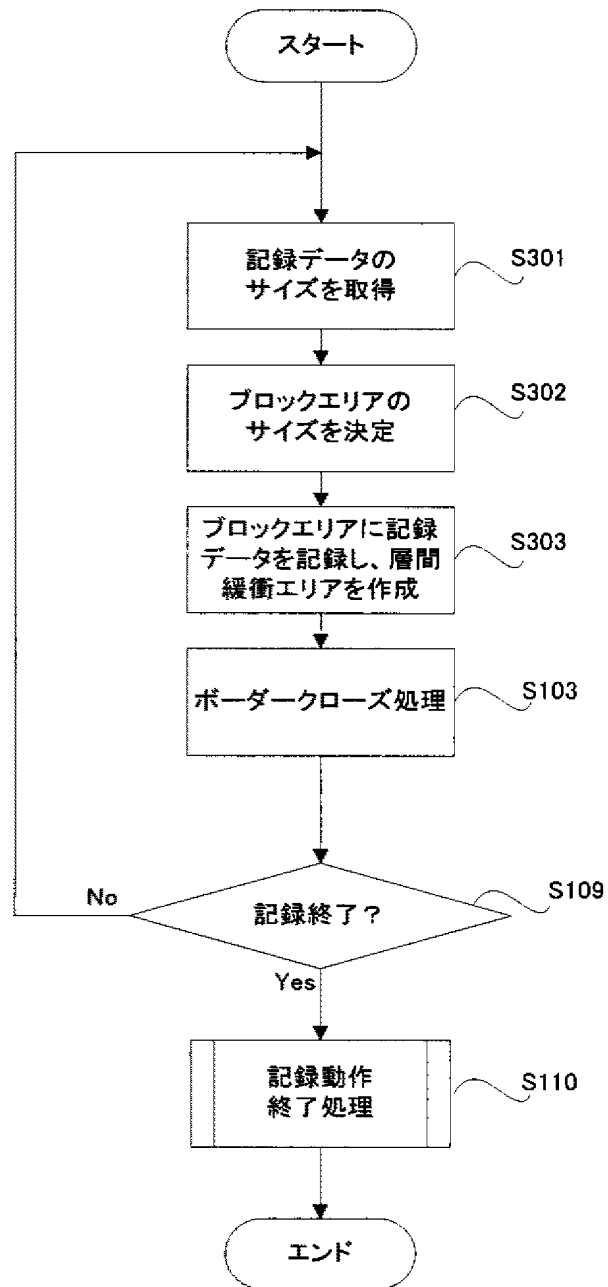 スタート
記録データの
サイズを取得
S301
ブロックエリアの
サイズを決定
S302
ブロックエリアに記録
データを記録し、層間
緩衝エリアを作成
S303
ボーダークローズ処理
S103
No
記録終了？
S109
Yes
記録動作
終了処理
S110
エンド